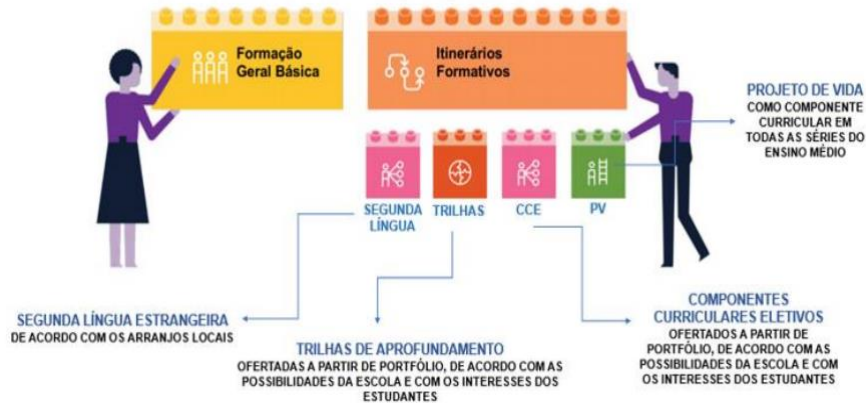 Formação
Geral Básica
Itinerários
Formativos
PROJETO DE VIDA
COMO COMPONENTE
CURRICULAR EM
TODAS AS SÉRIES DO
ENSINO MÉDIO
SEGUNDA
LÍNGUA
TRILHAS
CCE
PV
SEGUNDA LÍNGUA ESTRANGEIRA
DE ACORDO COM OS ARRANJOS LOCAIS
TRILHAS DE APROFUNDAMENTO
OFERTADAS A PARTIR DE PORTFÓLIO, DE ACORDO COM AS
POSSIBILIDADES DA ESCOLA E COM OS INTERESSES DOS
ESTUDANTES
COMPONENTES
CURRICULARES ELETIVOS
OFERTADOS A PARTIR DE
PORTFÓLIO, DE ACORDO COM AS
POSSIBILIDADES DA ESCOLA E COM
OS INTERESSES DOS ESTUDANTES